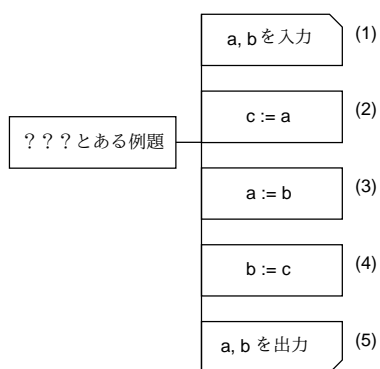 a, b を入力
(1)
c := a
(2)
？？？とある例題
a := b
(3)
b := c
(4)
a, b を出力
(5)